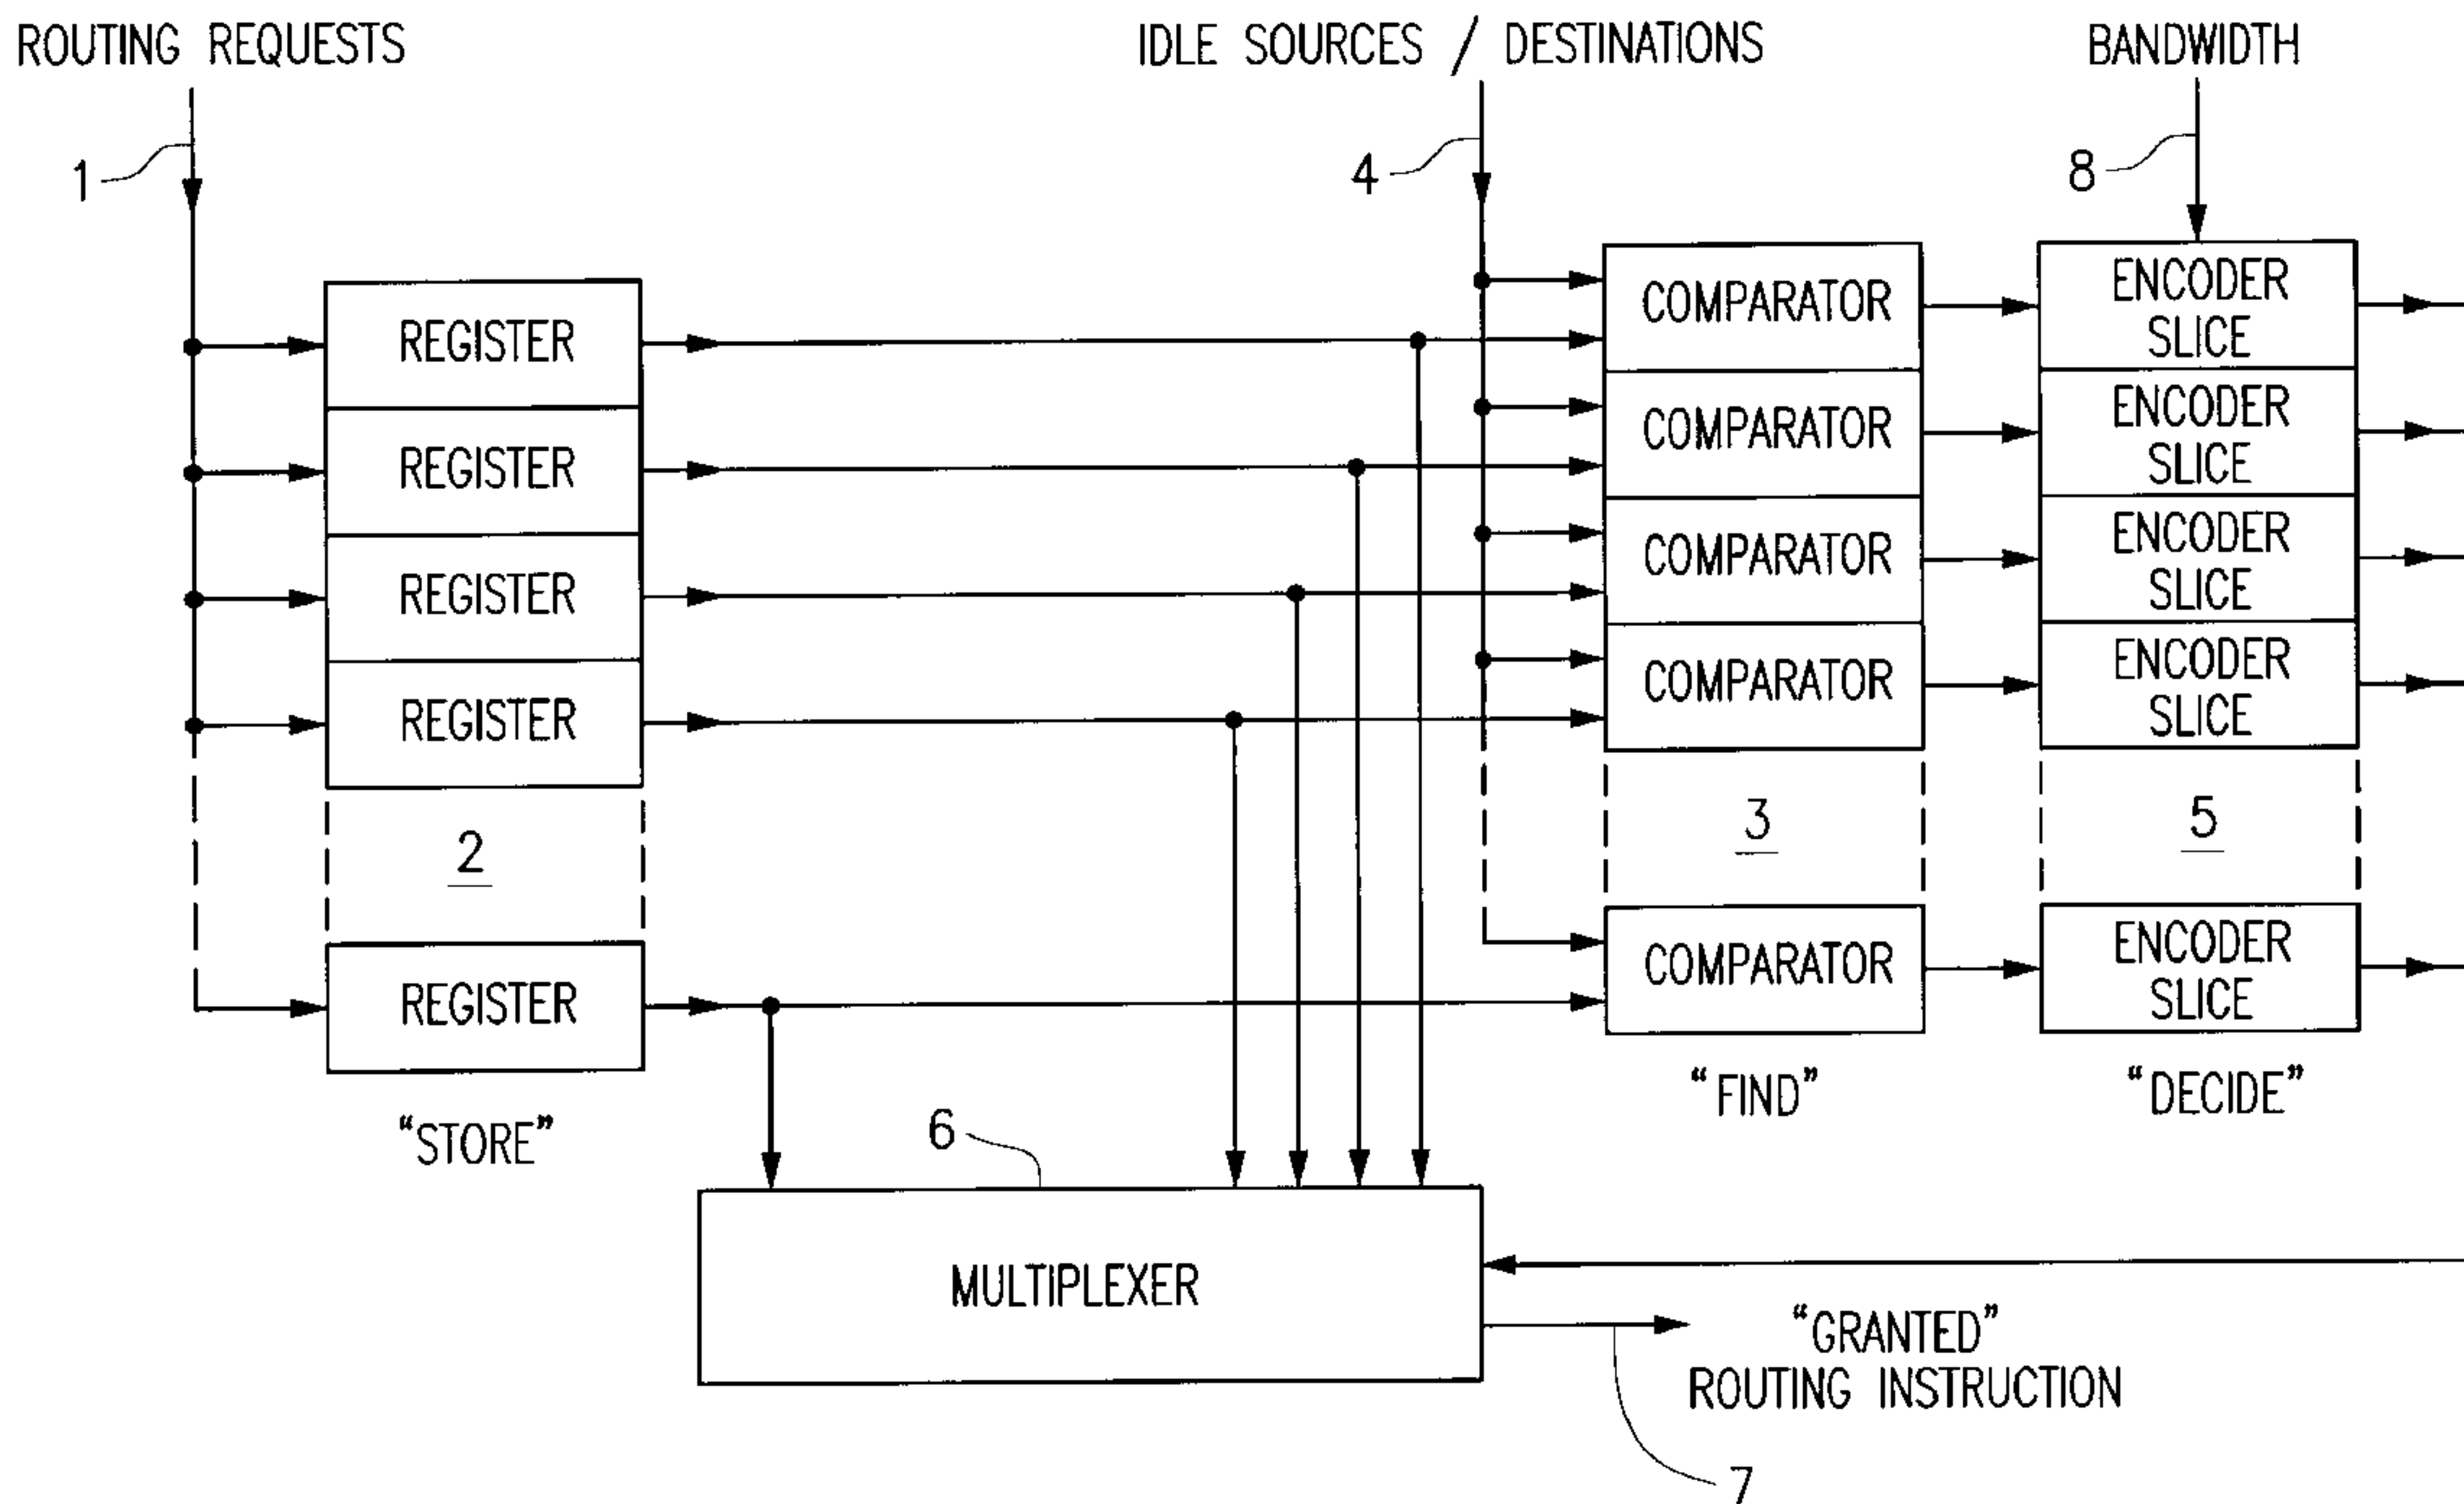 ROUTING REQUESTS
IDLE SOURCES / DESTINATIONS
BANDWIDTH
1
4
8
REGISTER
REGISTER
REGISTER
REGISTER
2
REGISTER
"STORE"
COMPARATOR
COMPARATOR
COMPARATOR
COMPARATOR
3
COMPARATOR
"FIND"
ENCODER
SLICE
ENCODER
SLICE
ENCODER
SLICE
ENCODER
SLICE
5
ENCODER
SLICE
"DECIDE"
6
MULTIPLEXER
"GRANTED"
ROUTING INSTRUCTION
7